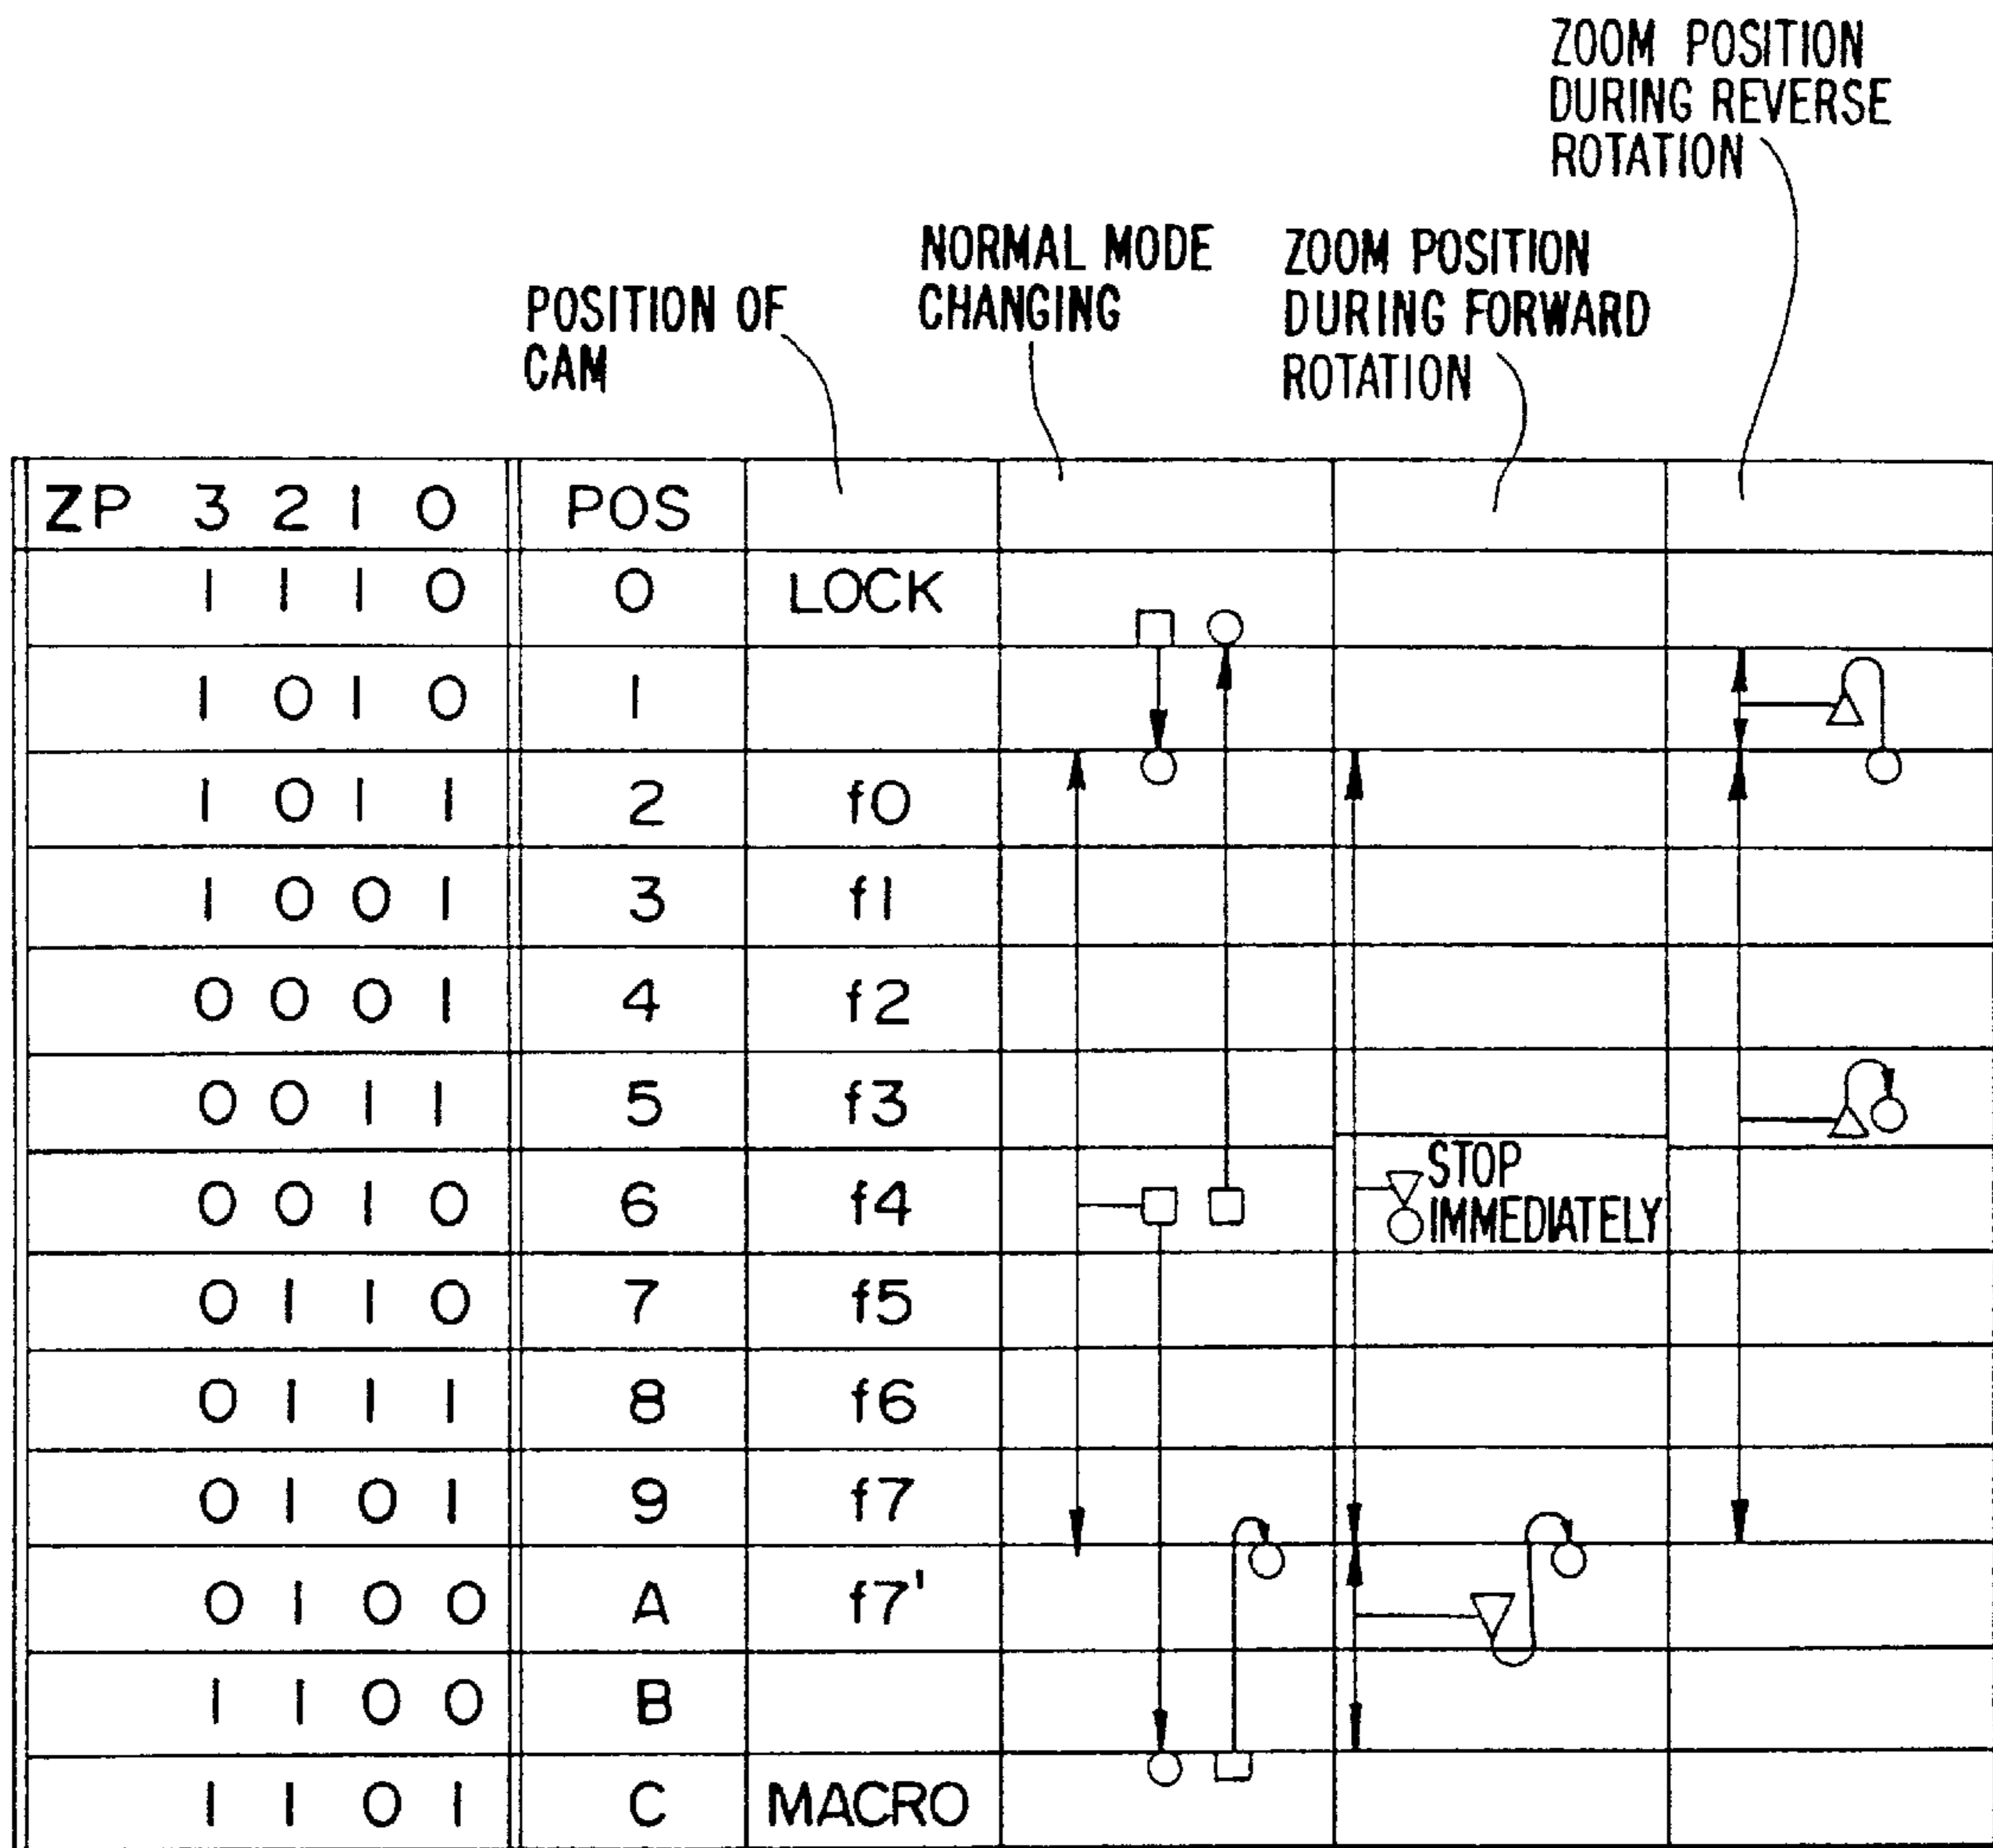 ZOOM POSITION
DURING REVERSE
ROTATION
NORMAL MODE
CHANGING
ZOOM POSITION
DURING FORWARD
ROTATION
POSITION OF
CAM
ZP 3 2 1 0 POS
1 1 1 0 0 LOCK
1 0 1 0 1
1 0 1 1 2 f0
1 0 0 1 3 f1
0 0 0 1 4 f2
0 0 1 1 5 f3
0 0 1 0 6 f4 STOP
IMMEDIATELY
0 1 1 0 7 f5
0 1 1 1 8 f6
0 1 0 1 9 f7
0 1 0 0 A f7'
1 1 0 0 B
1 1 0 1 C MACRO